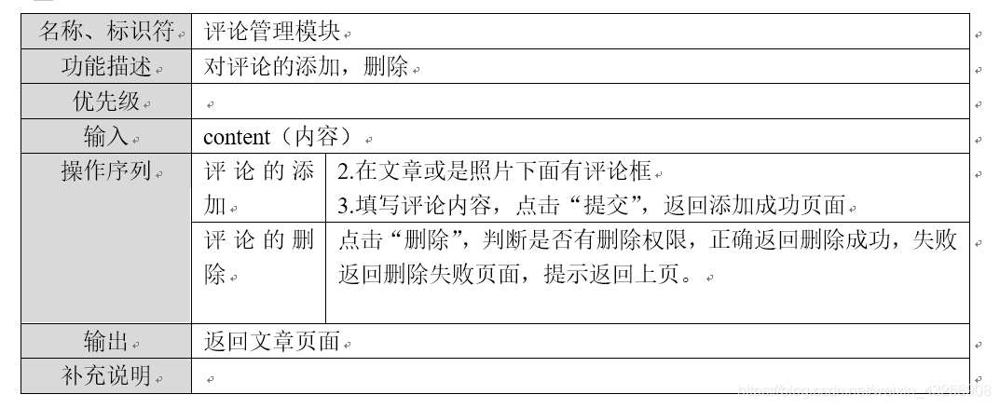 名称、标识符 评论管理模块
功能描述 对评论的添加，删除
优先级
输入 content（内容）
操作序列 评论的添加 2.在文章或是照片下面有评论框
3.填写评论内容，点击“提交”，返回添加成功页面
评论的删除 点击“删除”，判断是否有删除权限，正确返回删除成功，失败
返回删除失败页面，提示返回上页。
输出 返回文章页面
补充说明
https://blog.csdn.net/weixin_43258908